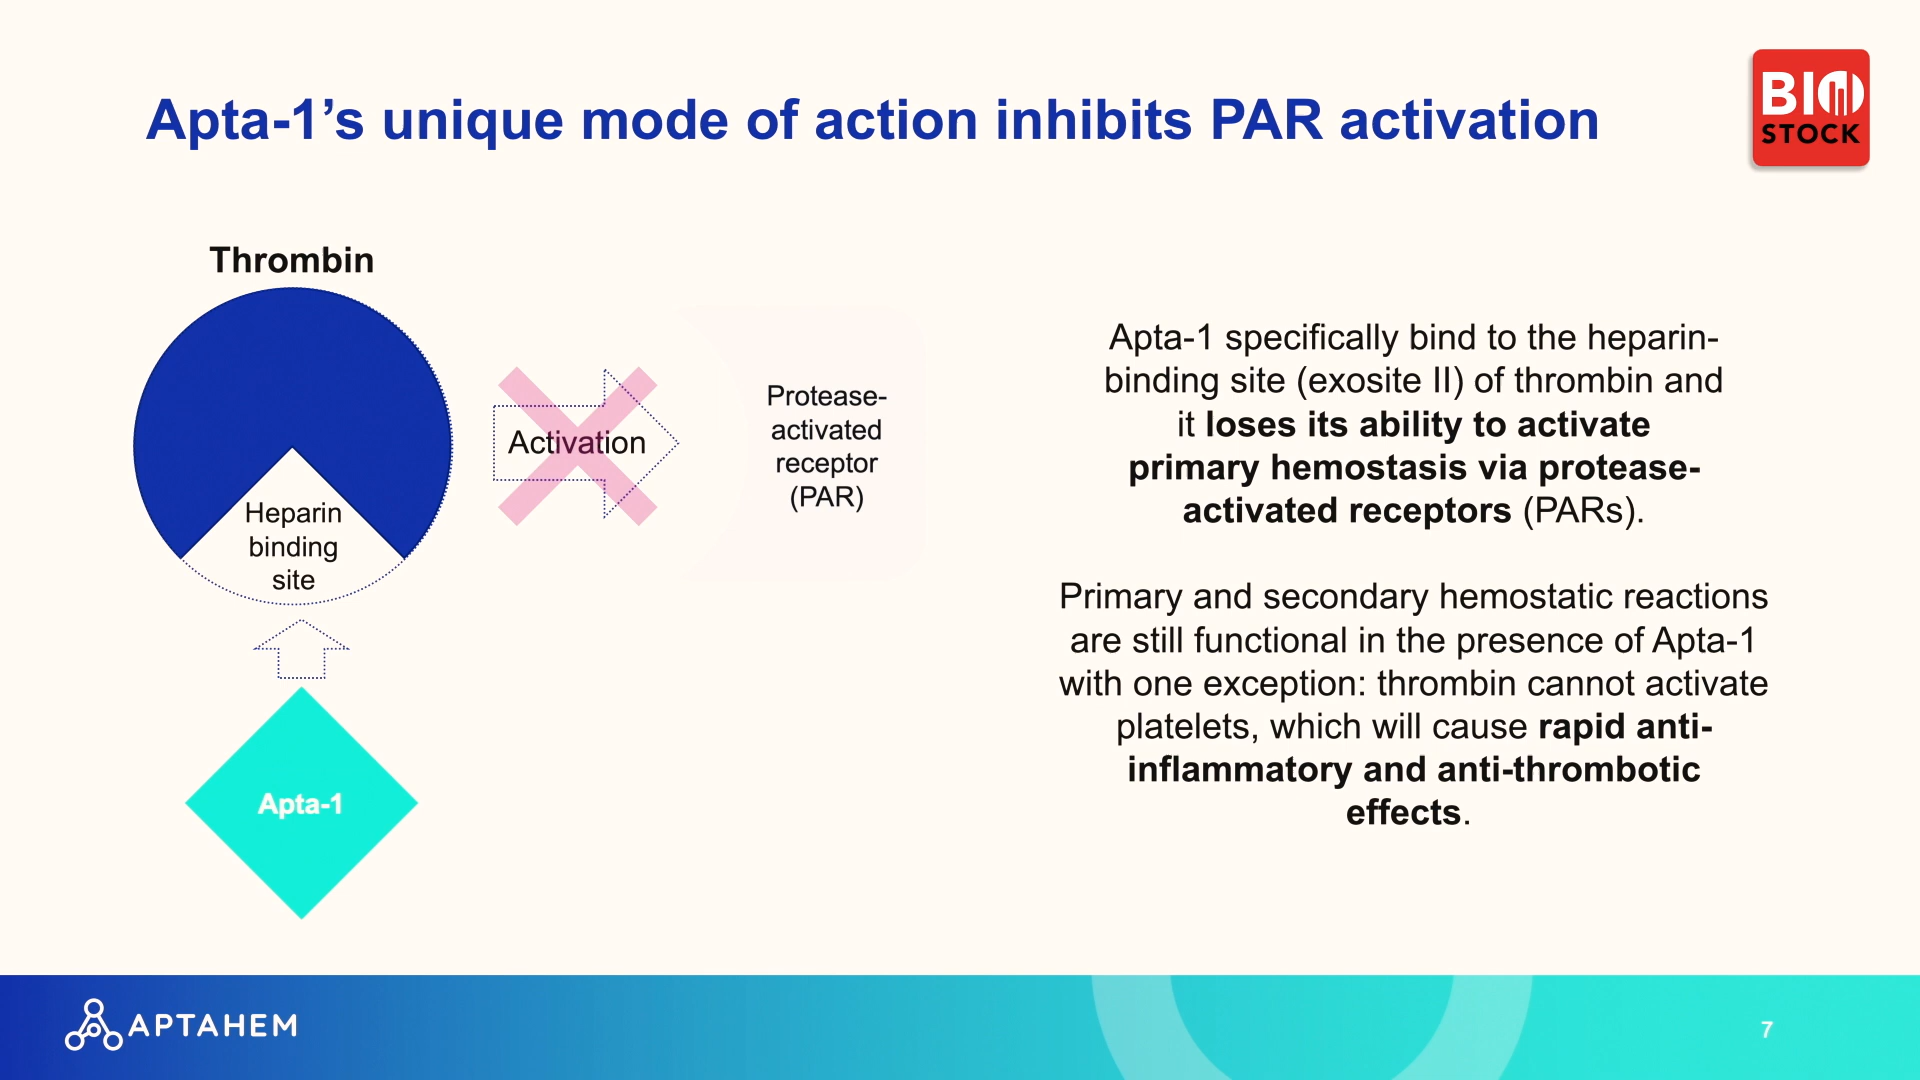 Apta-1’s unique mode of action inhibits PAR activation
BIO
STOCK
Thrombin
Heparin
binding
site
Activation
Protease-
activated
receptor
(PAR)
Apta-1
Apta-1 specifically bind to the heparin-
binding site (exosite II) of thrombin and
it loses its ability to activate
primary hemostasis via protease-
activated receptors (PARs).
Primary and secondary hemostatic reactions
are still functional in the presence of Apta-1
with one exception: thrombin cannot activate
platelets, which will cause rapid anti-
inflammatory and anti-thrombotic
effects.
APTAHEM
7